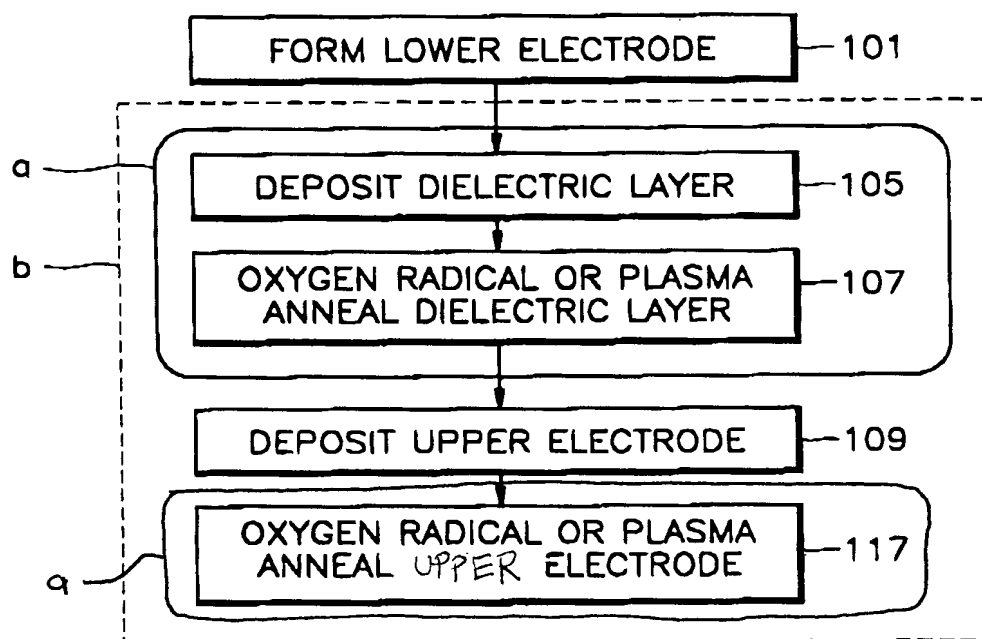 FORM LOWER ELECTRODE 101
a
DEPOSIT DIELECTRIC LAYER 105
b
OXYGEN RADICAL OR PLASMA
ANNEAL DIELECTRIC LAYER 107
DEPOSIT UPPER ELECTRODE 109
OXYGEN RADICAL OR PLASMA
ANNEAL UPPER ELECTRODE 117
a